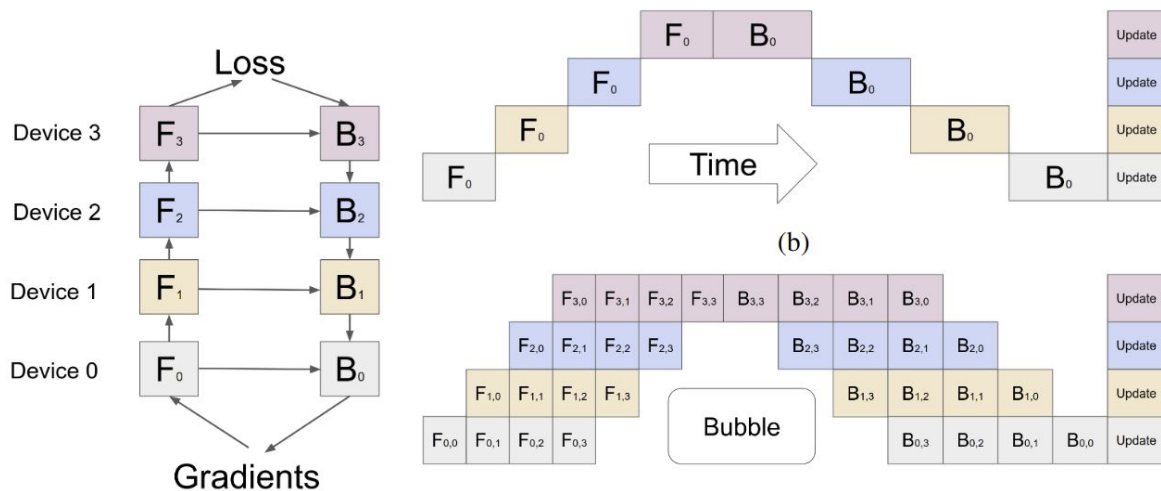 Loss
Device 3 F3 B3
Device 2 F2 B2
Device 1 F1 B1
Device 0 F0 B0
Gradients
F0 B0 Update
F0 B0 Update
F0 B0 Update
F0 B0 Update
Time
(b)
F3,0 F3,1 F3,2 F3,3 B3,3 B3,2 B3,1 B3,0 Update
F2,0 F2,1 F2,2 F2,3 B2,3 B2,2 B2,1 B2,0 Update
F1,0 F1,1 F1,2 F1,3 B1,3 B1,2 B1,1 B1,0 Update
F0,0 F0,1 F0,2 F0,3 B0,3 B0,2 B0,1 B0,0 Update
Bubble